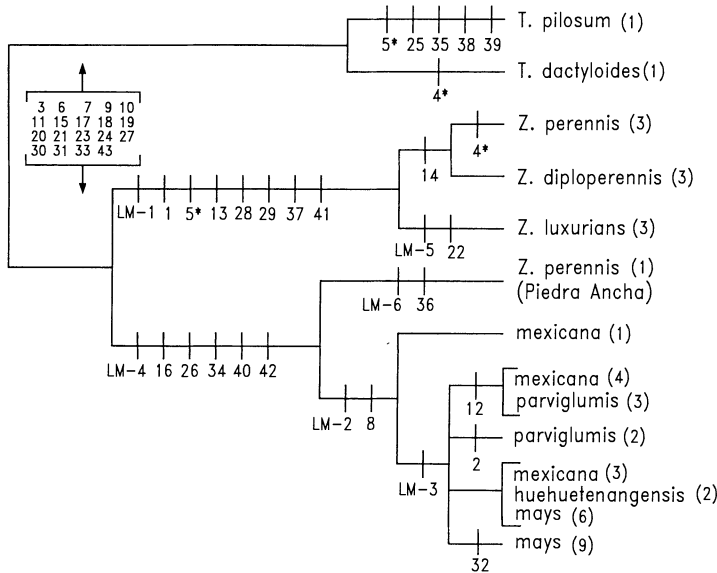 T. pilosum (1)
5* 25 35 38 39
T. dactyloides (1)
4*
3 6 7 9 10
11 15 17 18 19
20 21 23 24 27
30 31 33 43
Z. perennis (3)
4*
14
Z. diploperennis (3)
LM-1 1 5* 13 28 29 37 41
Z. luxurians (3)
LM-5 22
Z. perennis (1)
(Piedra Ancha)
LM-6 36
mexicana (1)
LM-4 16 26 34 40 42
mexicana (4)
parviglumis (3)
12
LM-2 8
parviglumis (2)
2
mexicana (3)
huehuetenangensis (2)
mays (6)
LM-3
mays (9)
32